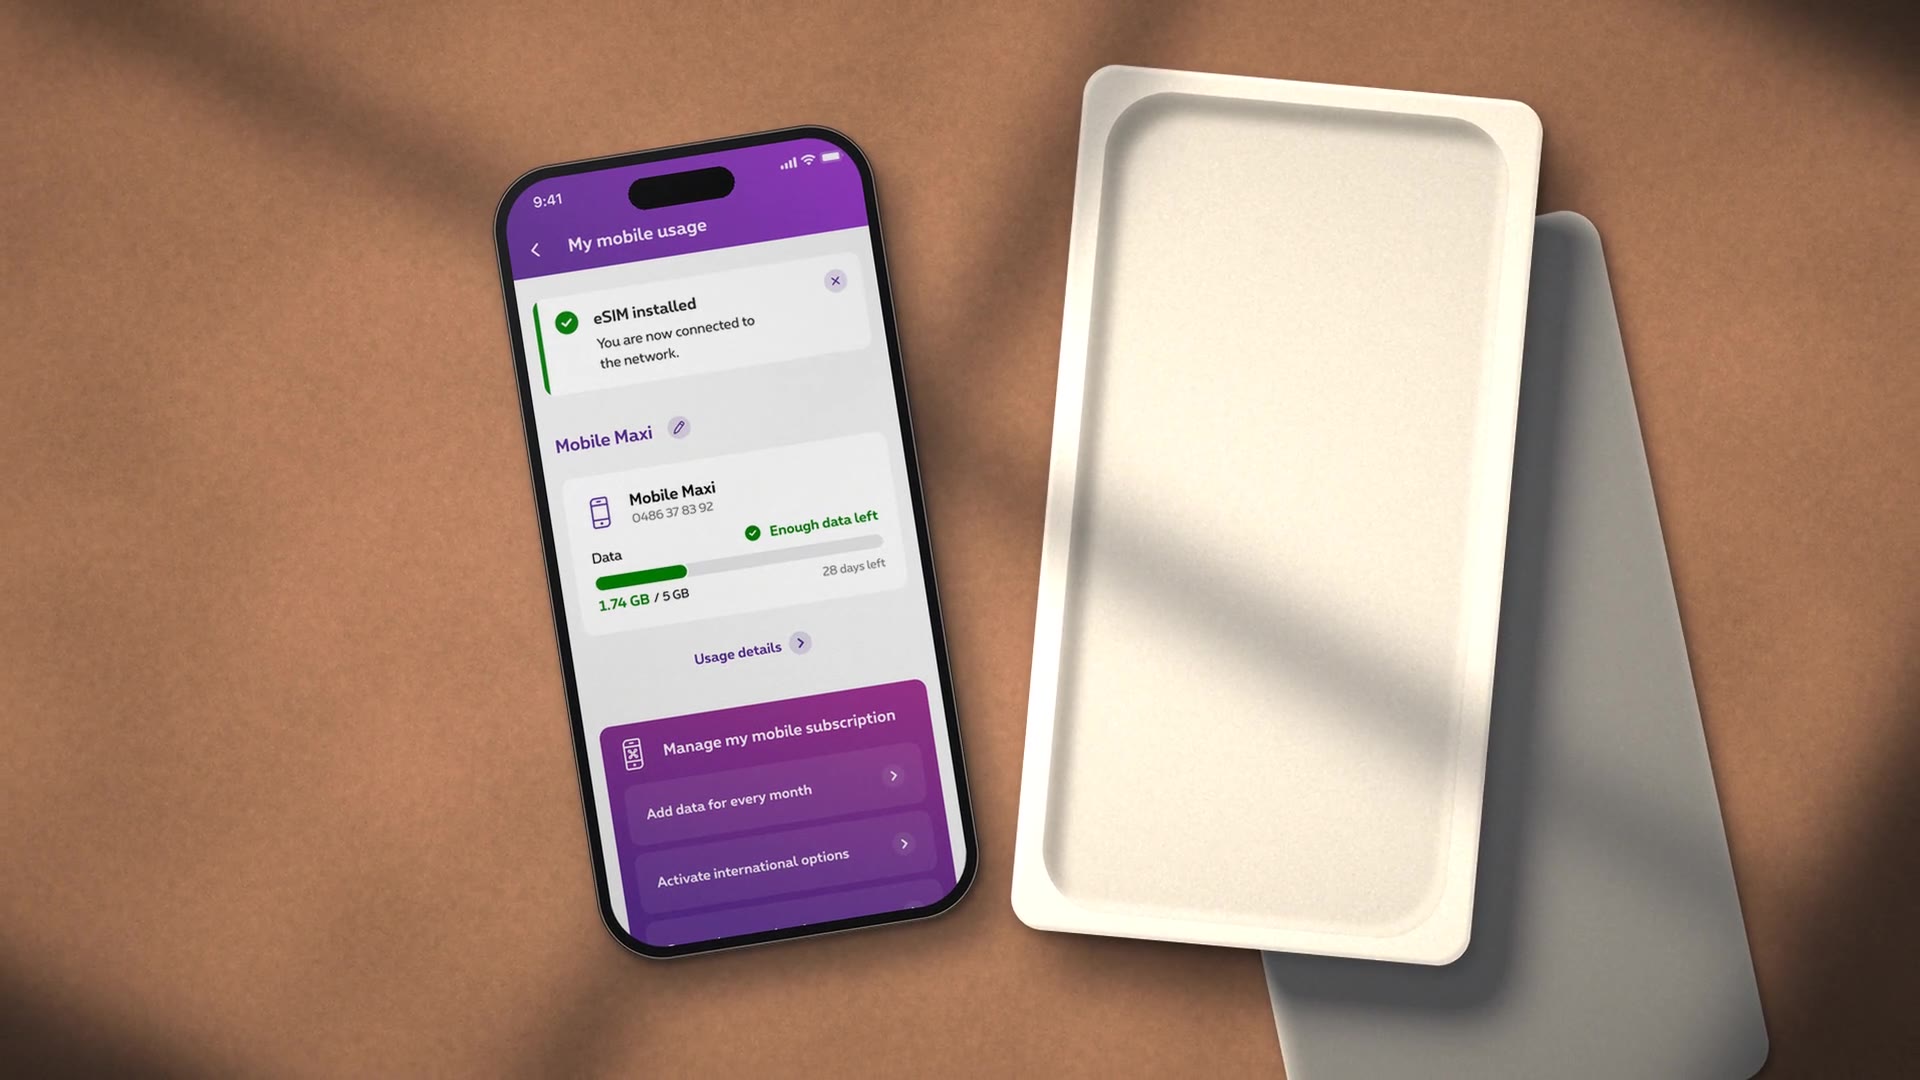 9:41
My mobile usage
eSIM installed
You are now connected to
the network.
Mobile Maxi
Mobile Maxi
0486 37 83 92
Enough data left
Data
28 days left
1.74 GB / 5 GB
Usage details
Manage my mobile subscription
Add data for every month
Activate international options